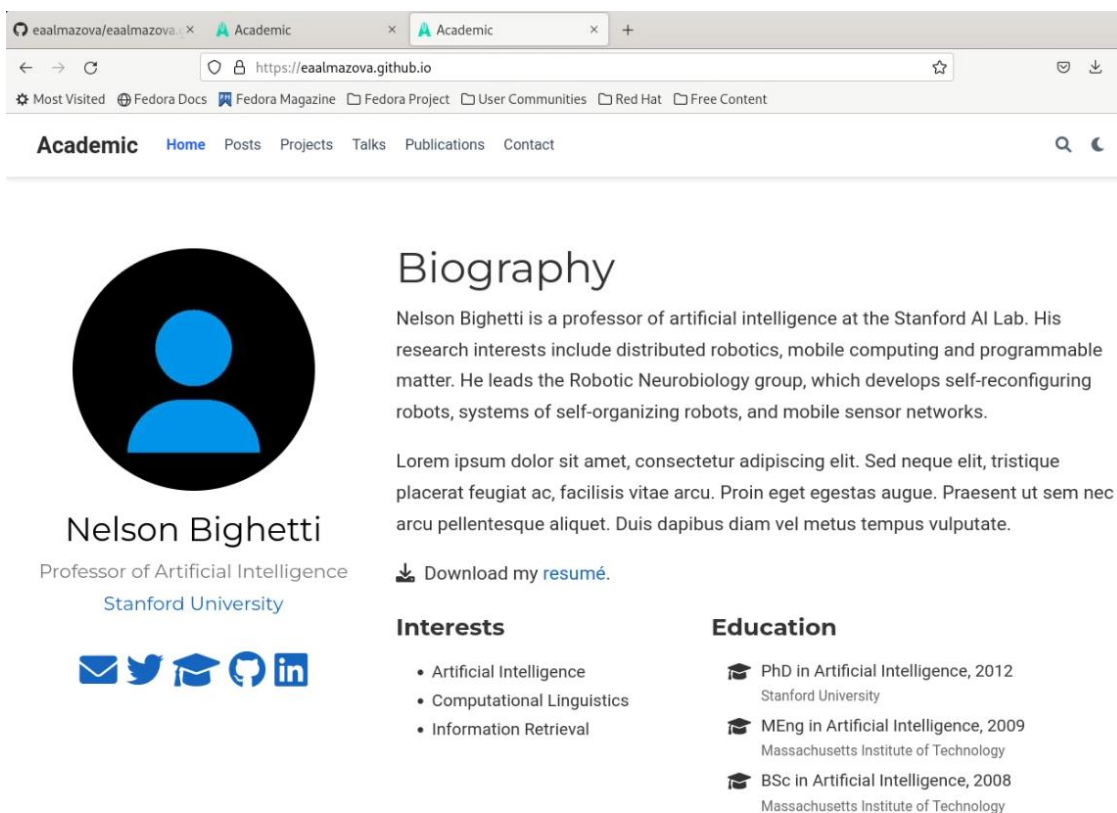 eaalmazova/eaalmazova.g
Academic
Academic
https://eaalmazova.github.io
Most Visited Fedora Docs Fedora Magazine Fedora Project User Communities Red Hat Free Content
Academic Home Posts Projects Talks Publications Contact
Nelson Bighetti
Professor of Artificial Intelligence
Stanford University
Biography
Nelson Bighetti is a professor of artificial intelligence at the Stanford AI Lab. His
research interests include distributed robotics, mobile computing and programmable
matter. He leads the Robotic Neurobiology group, which develops self-reconfiguring
robots, systems of self-organizing robots, and mobile sensor networks.
Lorem ipsum dolor sit amet, consectetur adipiscing elit. Sed neque elit, tristique
placerat feugiat ac, facilisis vitae arcu. Proin eget egestas augue. Praesent ut sem nec
arcu pellentesque aliquet. Duis dapibus diam vel metus tempus vulputate.
Download my resumé.
Interests
• Artificial Intelligence
• Computational Linguistics
• Information Retrieval
Education
PhD in Artificial Intelligence, 2012
Stanford University
MEng in Artificial Intelligence, 2009
Massachusetts Institute of Technology
BSc in Artificial Intelligence, 2008
Massachusetts Institute of Technology